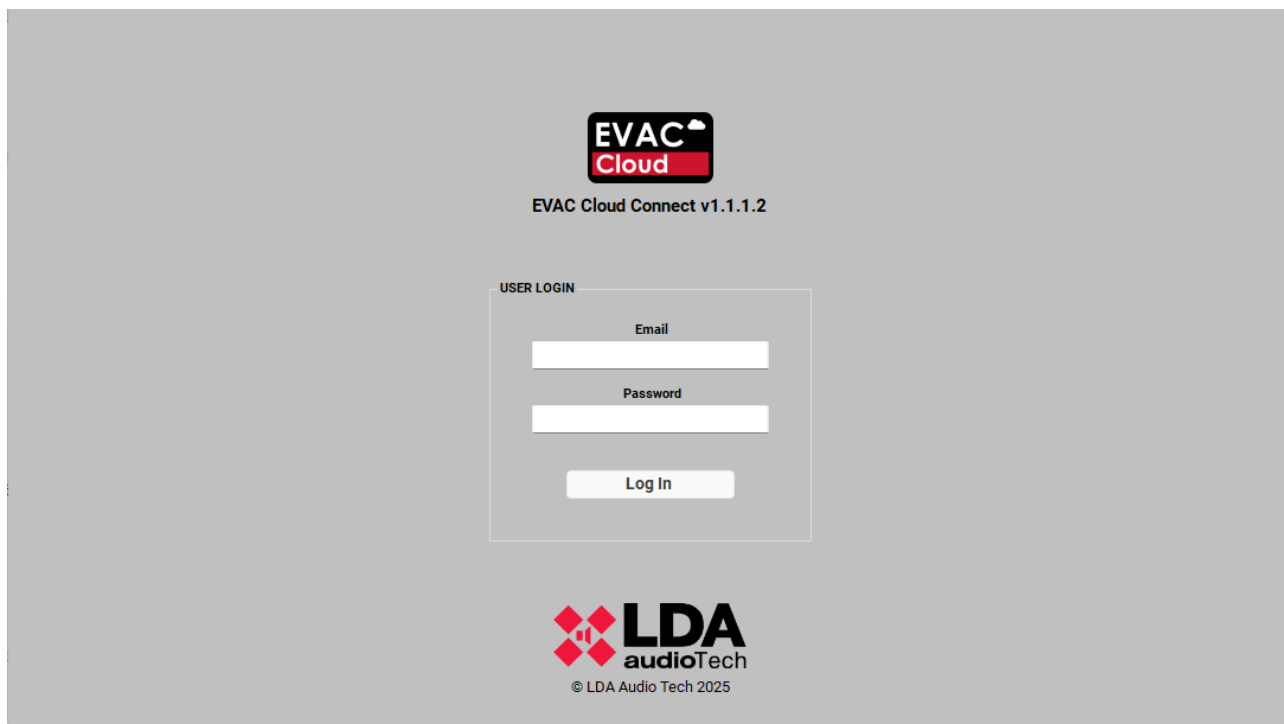 EVAC
Cloud
EVAC Cloud Connect v1.1.1.2
USER LOGIN
Email
Password
Log In
LDA
audioTech
© LDA Audio Tech 2025